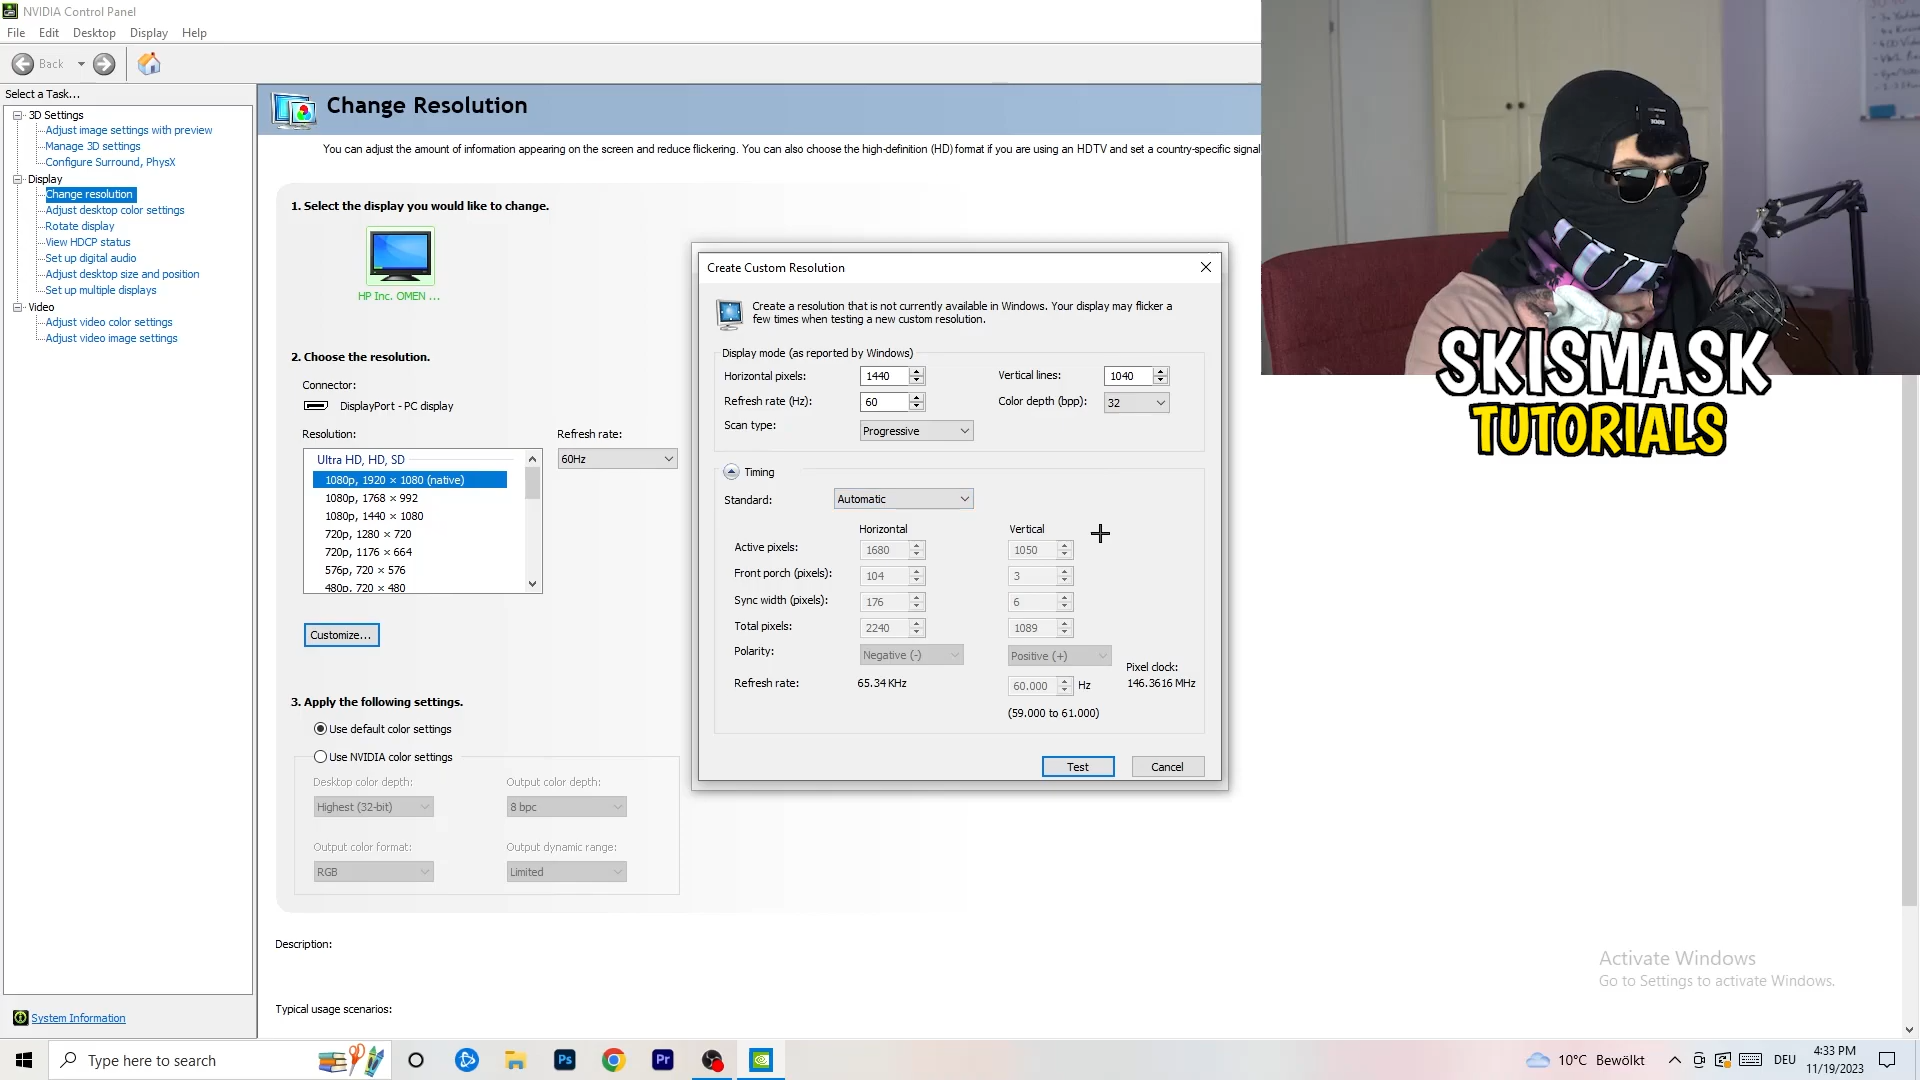 NVIDIA Control Panel
File Edit Desktop Display Help
Back
Select a Task...
3D Settings
Adjust image settings with preview
Manage 3D settings
Configure Surround, PhysX
Display
Change resolution
Adjust desktop color settings
Rotate display
View HDCP status
Set up digital audio
Adjust desktop size and position
Set up multiple displays
Video
Adjust video color settings
Adjust video image settings
System Information
Change Resolution
You can adjust the amount of information appearing on the screen and reduce flickering. You can also choose the high-definition (HD) format if you are using an HDTV and set a country-specific signal
1. Select the display you would like to change.
HP Inc. OMEN ...
2. Choose the resolution.
Connector:
DisplayPort - PC display
Resolution:
Refresh rate:
Ultra HD, HD, SD
60Hz
1080p, 1920 × 1080 (native)
1080p, 1768 × 992
1080p, 1440 × 1080
720p, 1280 × 720
720p, 1176 × 664
576p, 720 × 576
480p, 720 × 480
Customize...
3. Apply the following settings.
Use default color settings
Use NVIDIA color settings
Desktop color depth: Output color depth:
Highest (32-bit) 8 bpc
Output color format: Output dynamic range:
RGB Limited
Description:
Typical usage scenarios:
Create Custom Resolution
Create a resolution that is not currently available in Windows. Your display may flicker a
few times when testing a new custom resolution.
Display mode (as reported by Windows)
Horizontal pixels: 1440 Vertical lines: 1040
Refresh rate (Hz): 60 Color depth (bpp): 32
Scan type: Progressive
Timing
Standard: Automatic
Horizontal Vertical
Active pixels: 1680 1050
Front porch (pixels): 104 3
Sync width (pixels): 176 6
Total pixels: 2240 1089
Polarity: Negative (-) Positive (+)
Pixel clock:
Refresh rate: 65.34 KHz 60.000 Hz 146.3616 MHz
(59.000 to 61.000)
Test Cancel
SKISMASK
TUTORIALS
Activate Windows
Go to Settings to activate Windows.
Type here to search
Ps
Pr
10°C Bewölkt
DEU
4:33 PM
11/19/2023